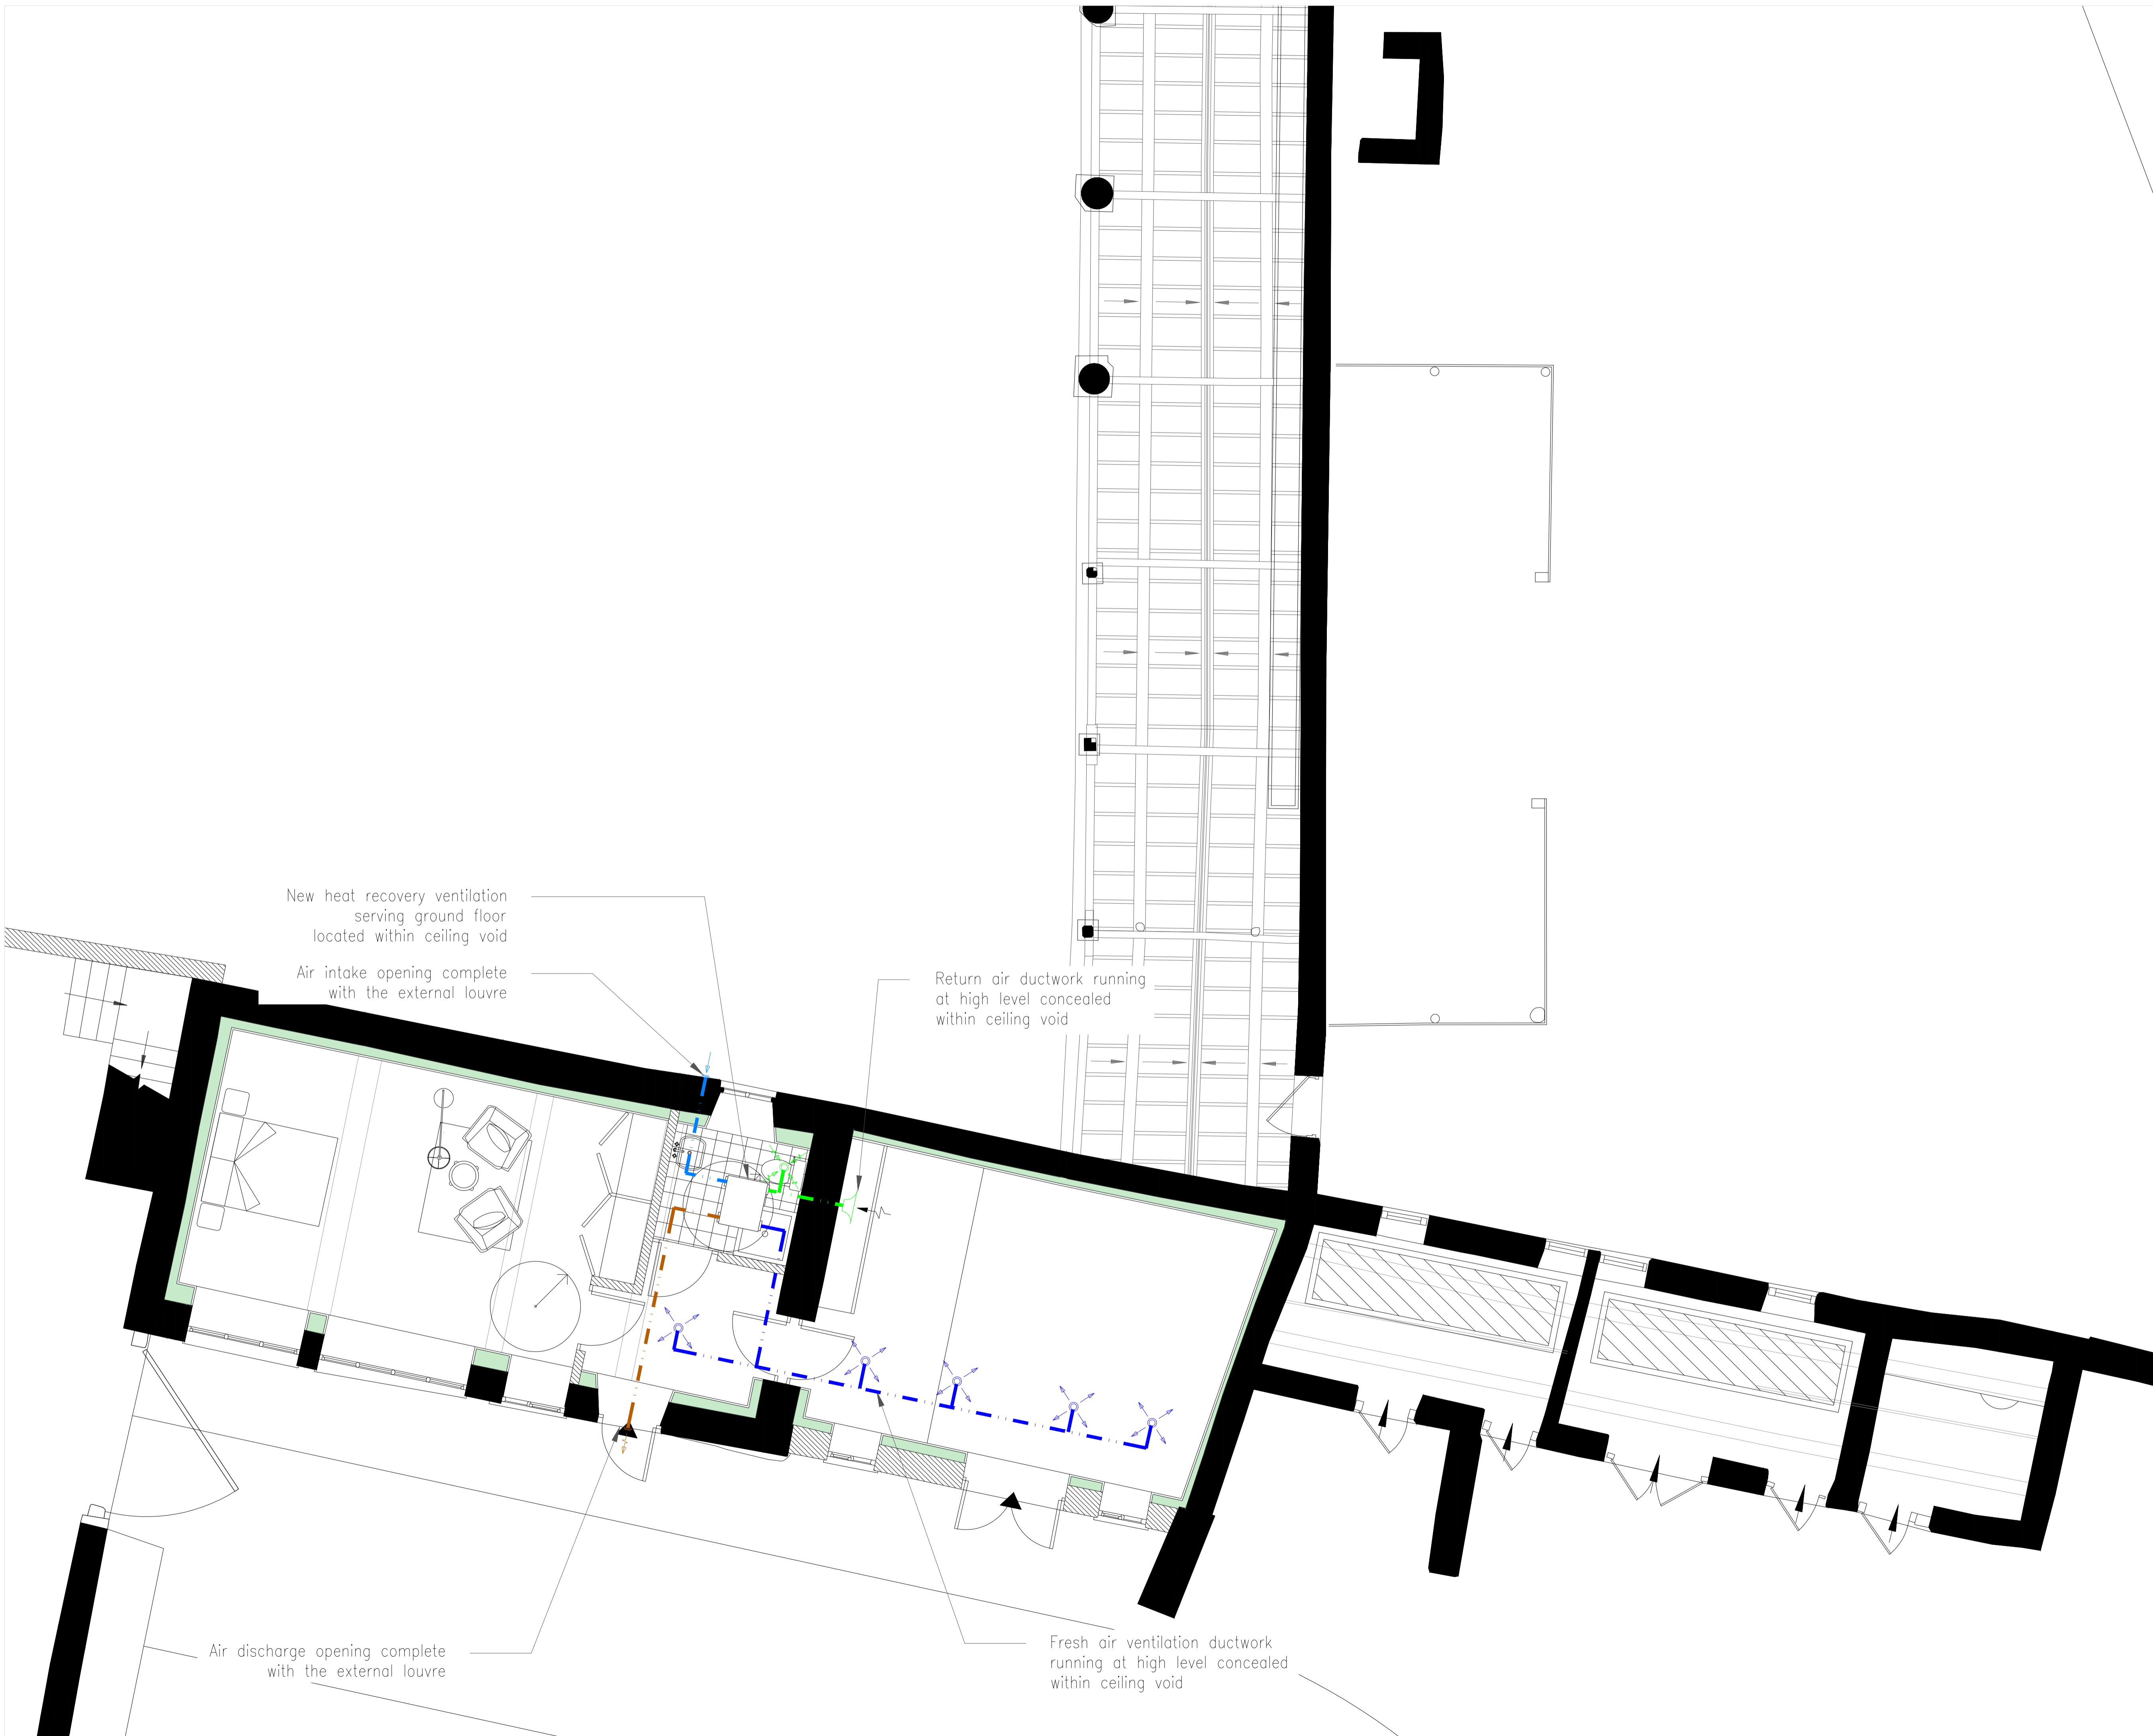 New heat recovery ventilation
serving ground floor
located within ceiling void
Air intake opening complete
with the external louvre
Return air ductwork running
at high level concealed
within ceiling void
Air discharge opening complete
with the external louvre
Fresh air ventilation ductwork
running at high level concealed
within ceiling void